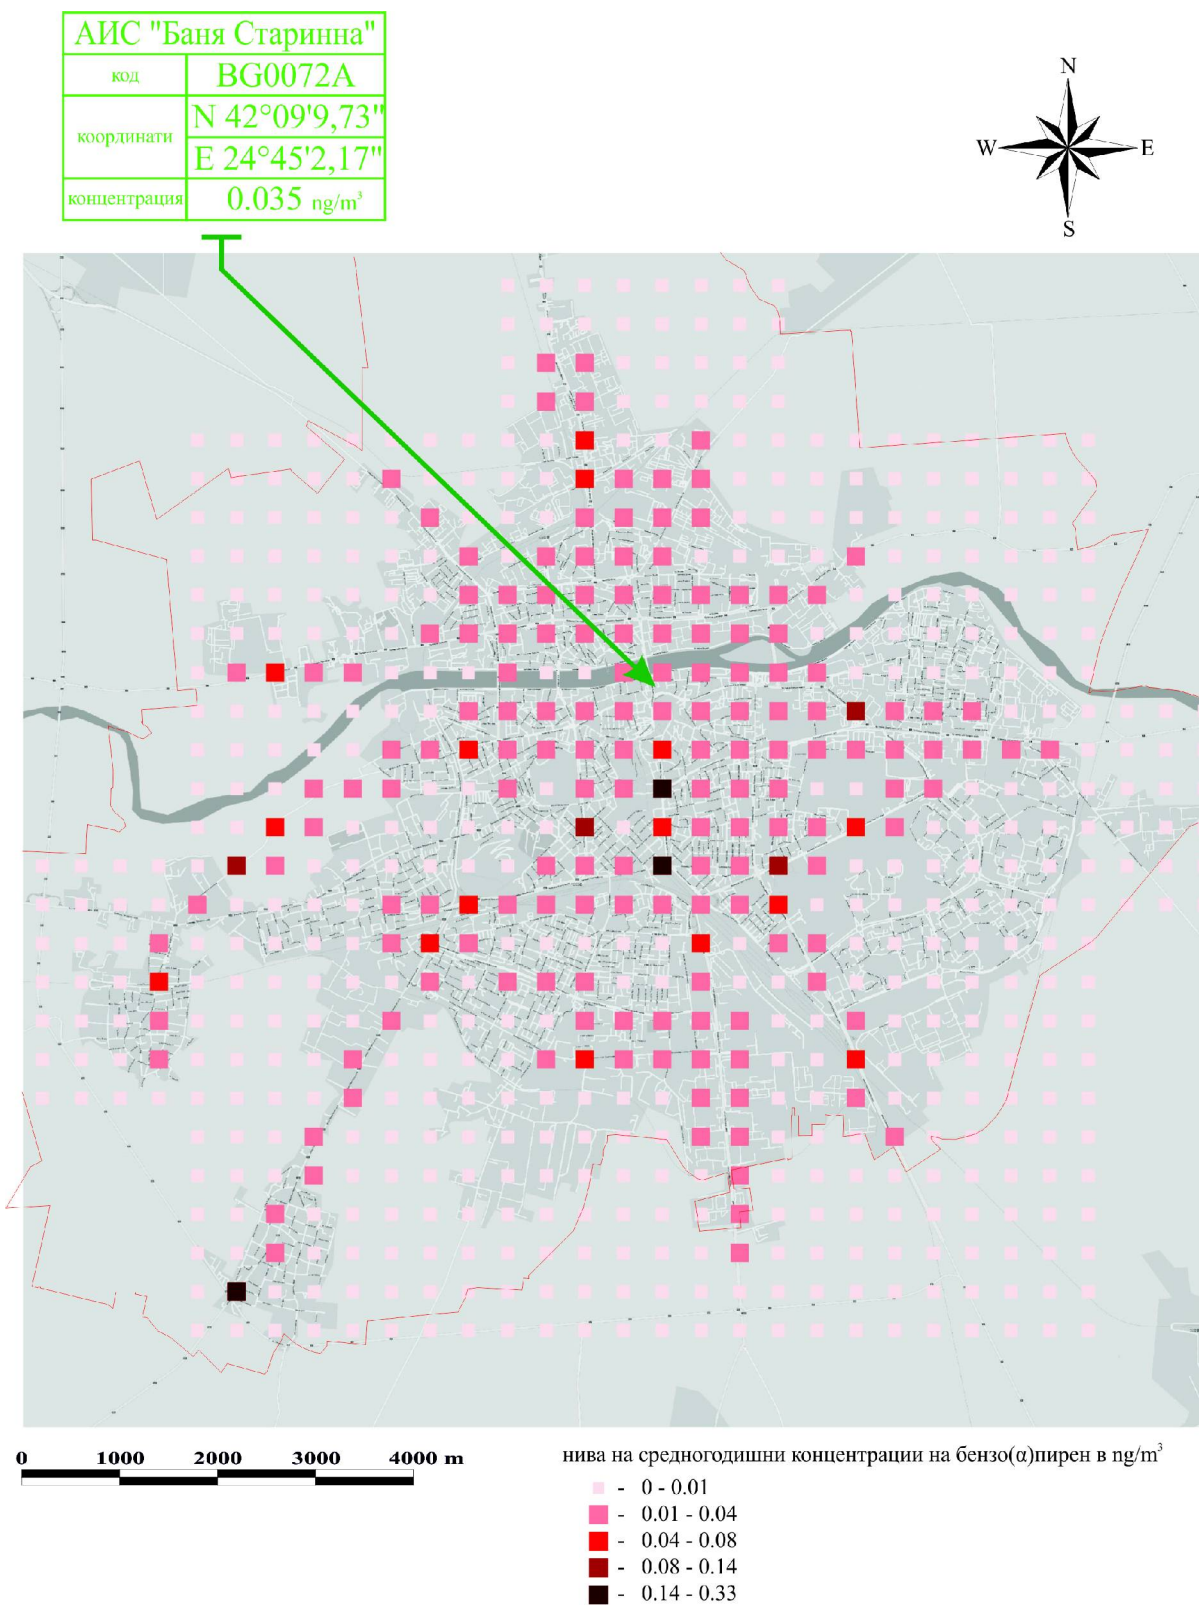 АИС "Баня Старинна"
код
BG0072A
координати
N 42°09'9,73"
E 24°45'2,17"
концентрация
0.035 ng/m³
N
W
E
S
0 1000 2000 3000 4000 m
нива на средногодишни концентрации на бензо(α)пирен в ng/m³
- 0 - 0.01
- 0.01 - 0.04
- 0.04 - 0.08
- 0.08 - 0.14
- 0.14 - 0.33